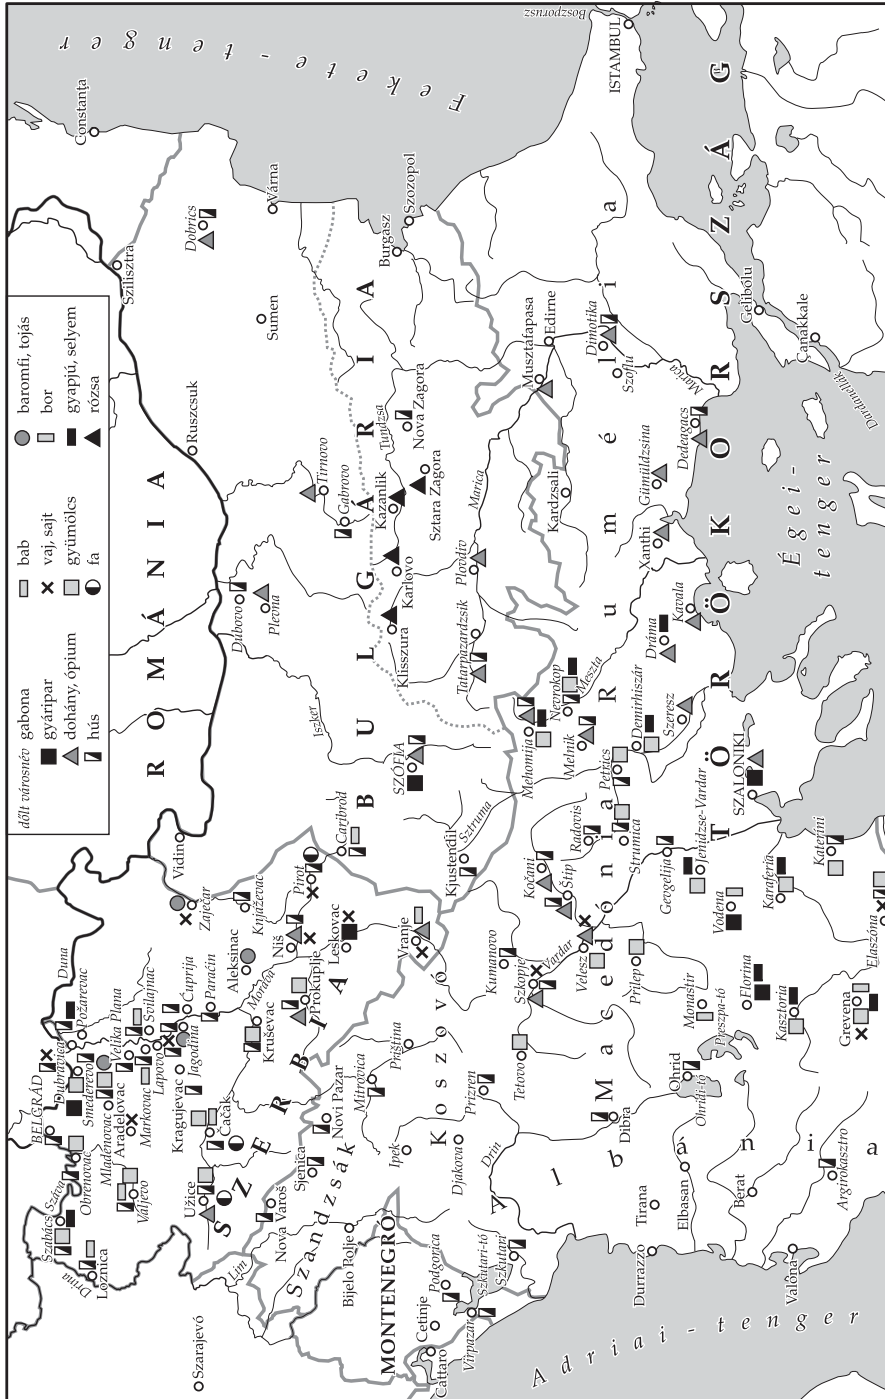 dőlt városnév gabona
gyáripar
dohány, ópium
hús
bab
vaj, sajt
gyümölcs
fa
baromfi, tojás
bor
gyapjú, selyem
rózsa
ROMÁNIA
BULGÁRIA
SZERBIA
MONTENEGRÓ
TÖRÖKORSZÁG
Ruméliai
Macedónia
Koszovó
Albánia
Szandzsák
Fekete-tenger
Égei-tenger
Adriai-tenger
Boszporusz
Dardanellák
ISTAMBUL
Constanța
Szilisztra
Dobrics
Várna
Sumen
Ruszcsuk
Burgasz
Szozopol
Tirnovo
Gabrovo
Kazanlik
Tundzsa
Nova Zagora
Sztara Zagora
Karlovo
Klisszura
Dubovo
Plevna
Iszker
Plovdiv
Marica
Tatarpazardzsik
SZÓFIA
Caribrod
Kjustendil
Sztruma
Vidin
Musztafapasa
Edirne
Dimotika
Szoflu
Marica
Dedeagacs
Gümüldzsina
Kardzsali
Xanthi
Kavala
Dráma
Szeresz
Demirhiszár
Nevrokop
Meszta
Mehomija
Melnik
Petrics
SZALONIKI
Gelibolu
Çanakkale
Radovis
Strumica
Kočani
Štip
Gevgelija
Jenidzse-Vardar
Vodena
Karaferia
Katerini
Elaszóna
Grevena
Kasztoria
Florina
Monastir
Preszpa-tó
Ohrid
Ohridi-tó
Prilep
Velesz
Vardar
Szkopje
Kumanovo
Tetovo
Dibra
Prizren
Drin
Djakova
Ipek
Priština
Mitrovica
Novi Pazar
Sjenica
Nova Varoš
Bijelo Polje
Lim
Vranje
Leskovac
Pirot
Niš
Prokuplje
Aleksinac
Knjaževac
Zaječar
Kruševac
Morava
Paraćin
Ćuprija
Jagodina
Svilajnac
Velika Plana
Lapovo
Markovac
Požarevac
Duna
Dubravica
Smederevo
BELGRÁD
Mladenovac
Aranđelovac
Kragujevac
Čačak
Užice
Valjevo
Obrenovac
Száva
Szabács
Drina
Loznica
Szarajevó
Podgorica
Cetinje
Cattaro
Virpazar
Szkutari-tó
Szkutari
Durrazzo
Tirana
Elbasan
Berat
Valóna
Argirokasztro